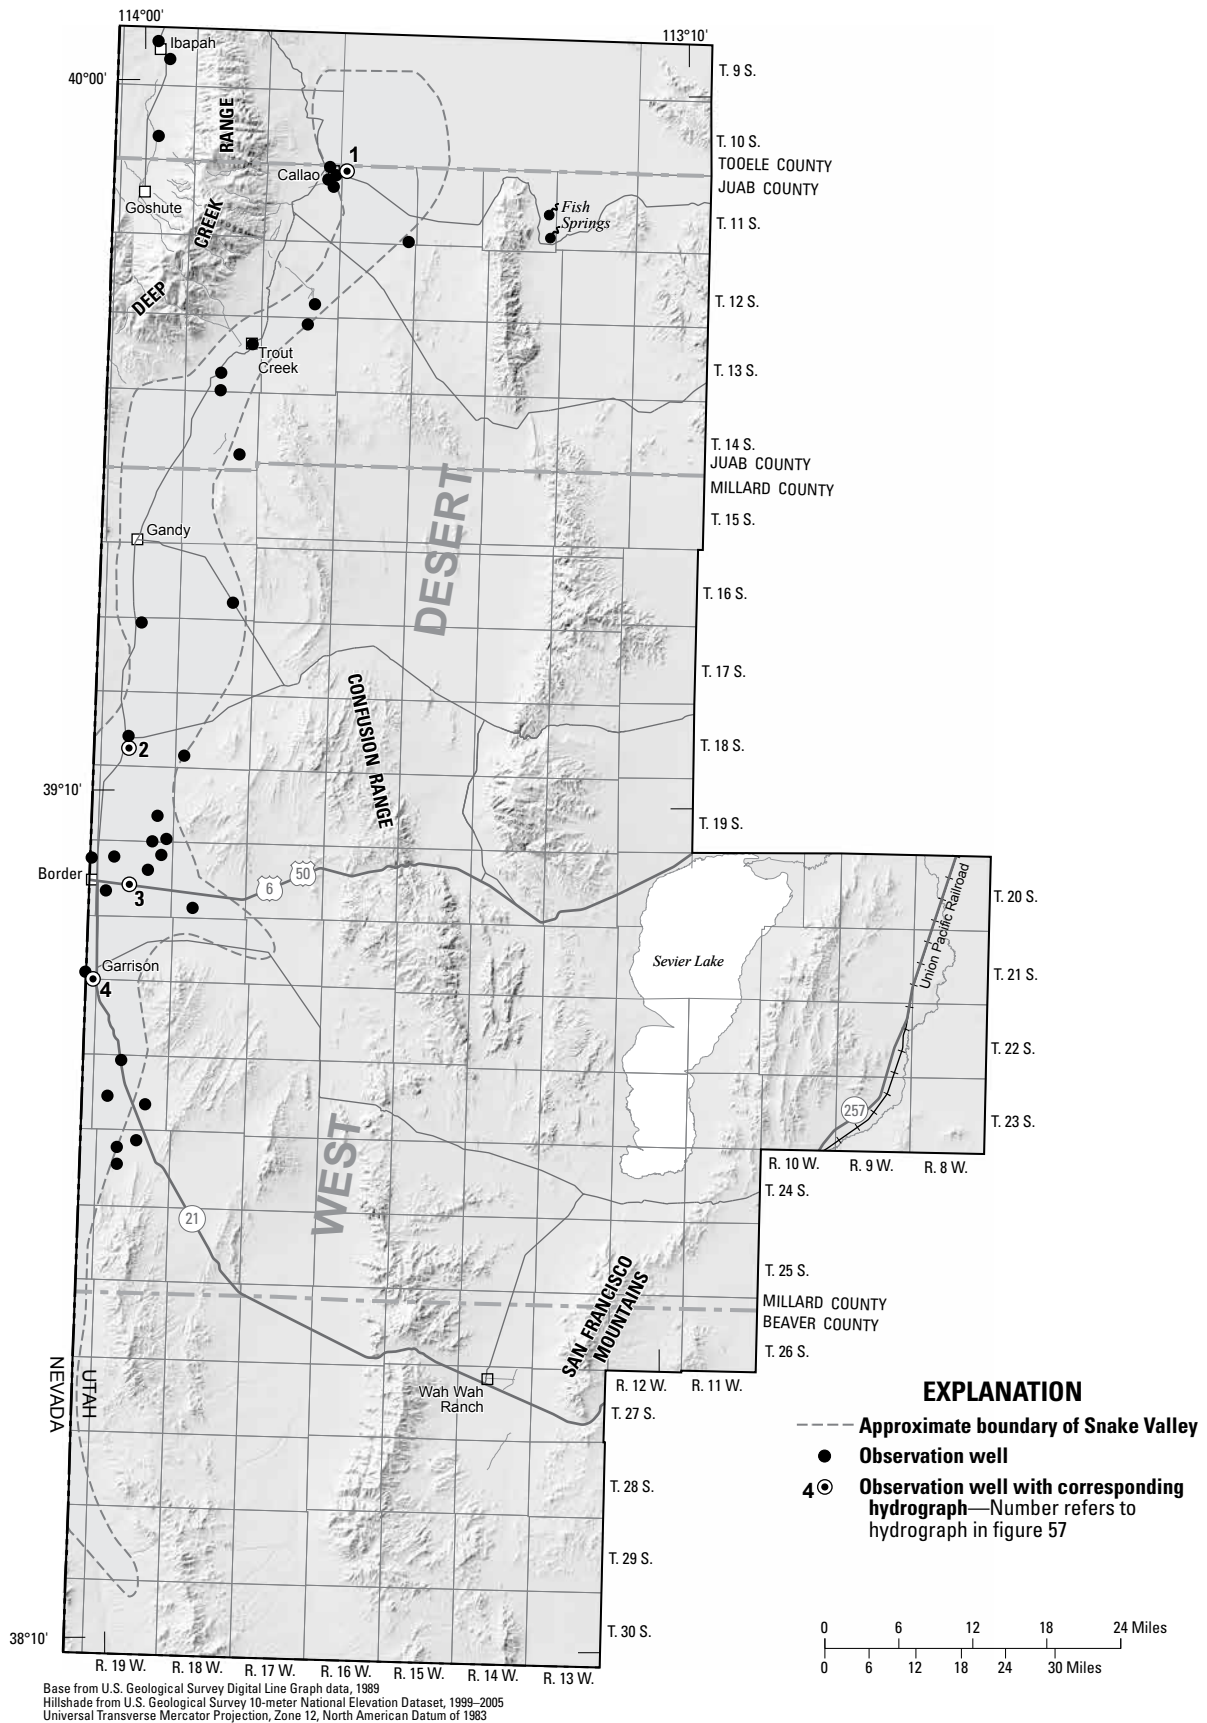 114°00'
113°10'
Ibapah
40°00'
T. 9 S.
RANGE
T. 10 S.
1
TOOELE COUNTY
Callao
JUAB COUNTY
Goshute
Fish
Springs
CREEK
T. 11 S.
DEEP
T. 12 S.
Trout
Creek
T. 13 S.
T. 14 S.
JUAB COUNTY
DESERT
MILLARD COUNTY
T. 15 S.
Gandy
T. 16 S.
T. 17 S.
CONFUSION RANGE
2
T. 18 S.
39°10'
T. 19 S.
Border
50
6
3
T. 20 S.
Union Pacific Railroad
Sevier Lake
Garrison
T. 21 S.
4
T. 22 S.
257
T. 23 S.
WEST
R. 10 W.
R. 9 W.
R. 8 W.
T. 24 S.
21
SAN FRANCISCO
MOUNTAINS
T. 25 S.
MILLARD COUNTY
BEAVER COUNTY
T. 26 S.
NEVADA
UTAH
Wah Wah
Ranch
R. 12 W.
R. 11 W.
T. 27 S.
T. 28 S.
T. 29 S.
T. 30 S.
38°10'
R. 19 W.
R. 18 W.
R. 17 W.
R. 16 W.
R. 15 W.
R. 14 W.
R. 13 W.
EXPLANATION
Approximate boundary of Snake Valley
Observation well
4
Observation well with corresponding
hydrograph—Number refers to
hydrograph in figure 57
0 6 12 18 24 Miles
0 6 12 18 24 30 Miles
Base from U.S. Geological Survey Digital Line Graph data, 1989
Hillshade from U.S. Geological Survey 10-meter National Elevation Dataset, 1999–2005
Universal Transverse Mercator Projection, Zone 12, North American Datum of 1983